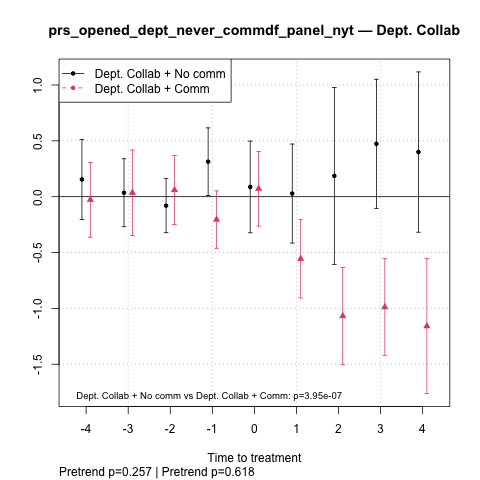 prs_opened_dept_never_commdf_panel_nyt — Dept. Collab
Dept. Collab + No comm
Dept. Collab + Comm
1.0
0.5
0.0
-0.5
-1.0
-1.5
Dept. Collab + No comm vs Dept. Collab + Comm: p=3.95e-07
-4 -3 -2 -1 0 1 2 3 4
Time to treatment
Pretrend p=0.257 | Pretrend p=0.618